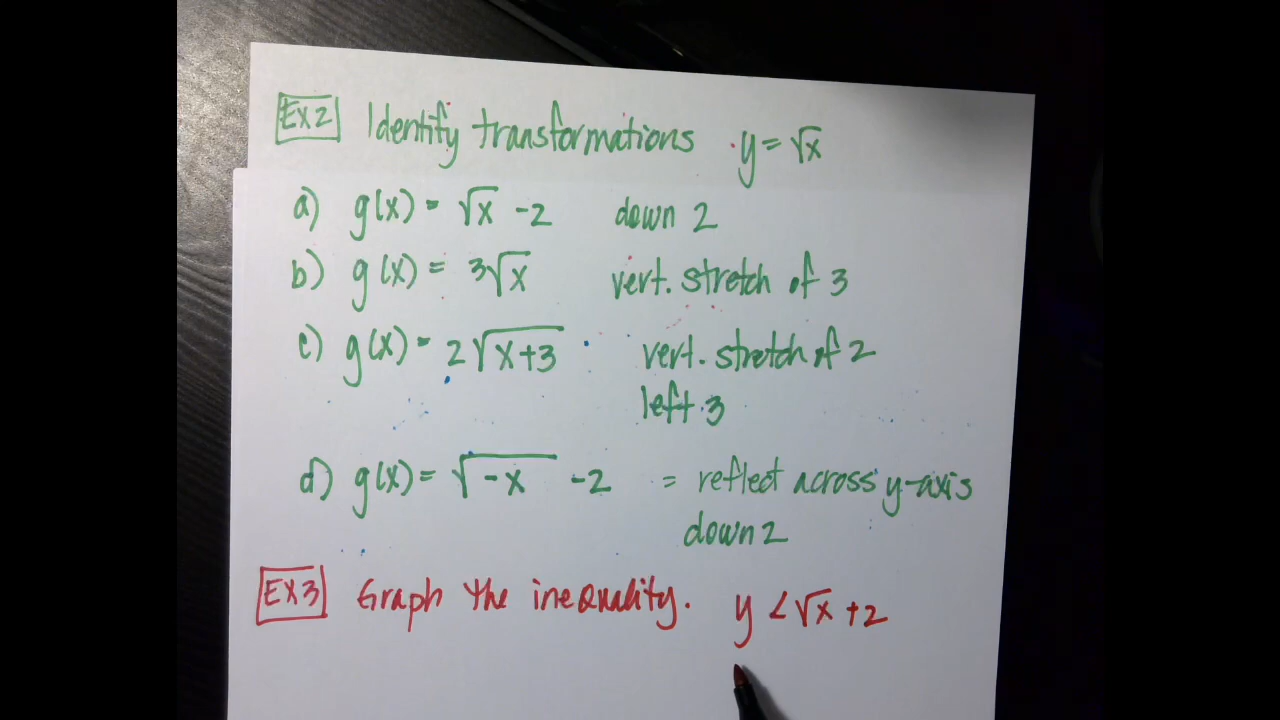 Ex2 Identify transformations y = √x
a) g(x) = √x - 2 down 2
b) g(x) = 3√x vert. stretch of 3
c) g(x) = 2√(x+3) vert. stretch of 2
left 3
d) g(x) = √(-x) - 2 = reflect across y-axis
down 2
EX3 Graph the inequality. y < √x + 2